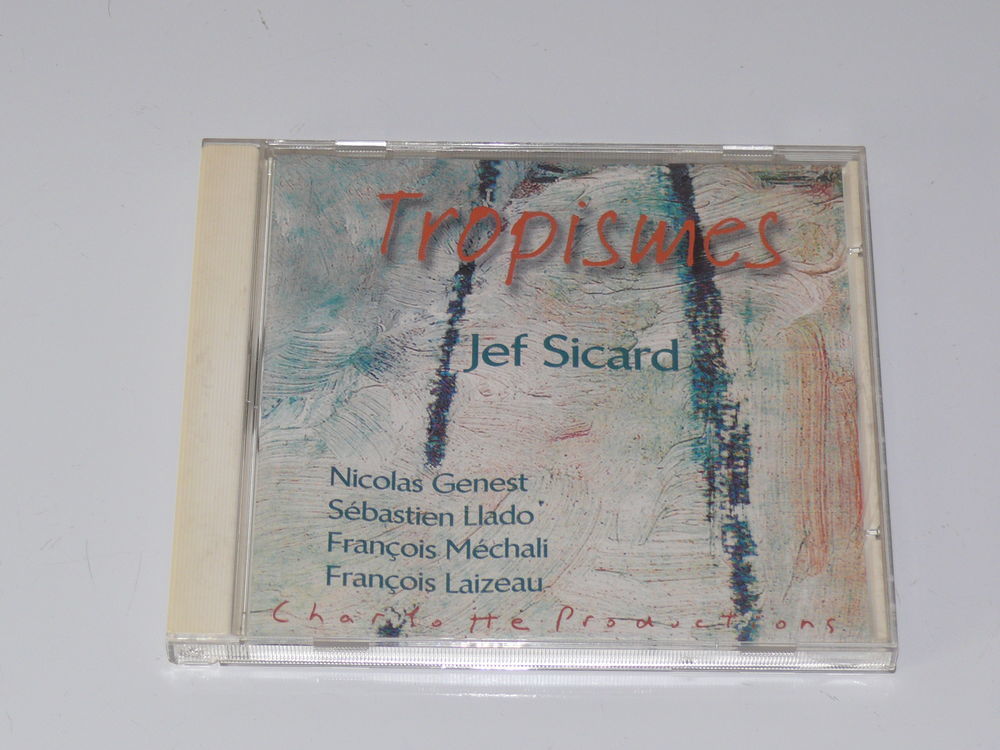 Tropismes
Jef Sicard
Nicolas Genest
Sébastien Llado
François Méchali
François Laizeau
Charlotte Productions